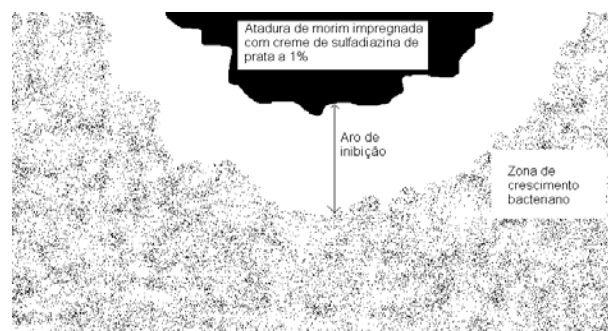 Atadura de morim impregnada
com creme de sulfadiazina de
prata a 1%
Aro de
inibição
Zona de
crescimento
bacteriano